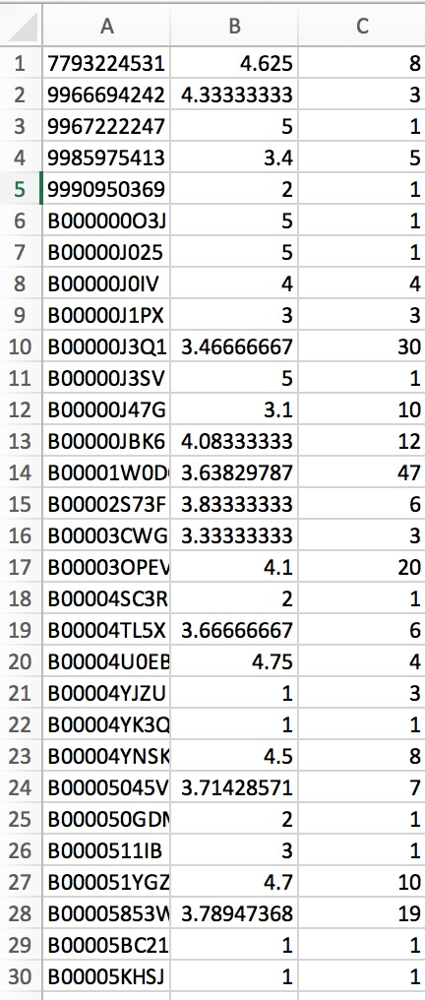 A B C
1 7793224531 4.625 8
2 9966694242 4.33333333 3
3 9967222247 5 1
4 9985975413 3.4 5
5 9990950369 2 1
6 B000000O3J 5 1
7 B00000J025 5 1
8 B00000J0IV 4 4
9 B00000J1PX 3 3
10 B00000J3Q1 3.46666667 30
11 B00000J3SV 5 1
12 B00000J47G 3.1 10
13 B00000JBK6 4.08333333 12
14 B00001W0D 3.63829787 47
15 B00002S73F 3.83333333 6
16 B00003CWG 3.33333333 3
17 B00003OPEV 4.1 20
18 B00004SC3R 2 1
19 B00004TL5X 3.66666667 6
20 B00004U0EB 4.75 4
21 B00004YJZU 1 3
22 B00004YK3Q 1 1
23 B00004YNSK 4.5 8
24 B00005045V 3.71428571 7
25 B000050GDN 2 1
26 B0000511IB 3 1
27 B000051YGZ 4.7 10
28 B00005853W 3.78947368 19
29 B00005BC21 1 1
30 B00005KHSJ 1 1